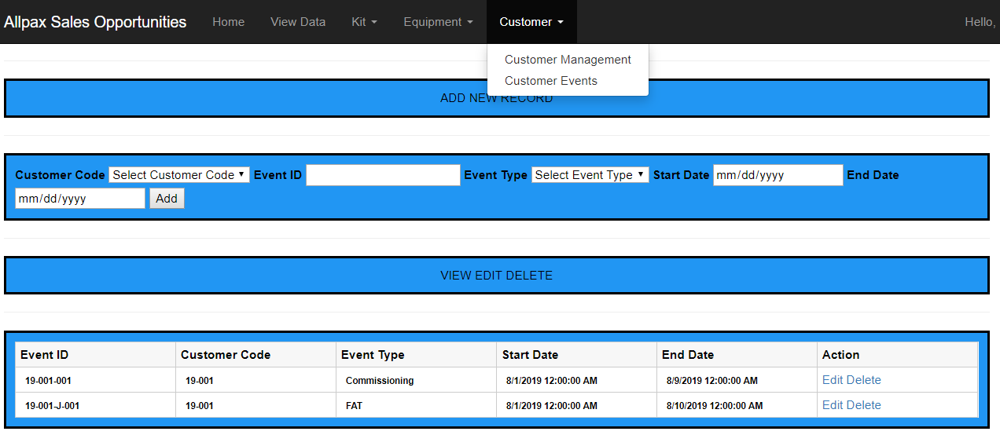 Allpax Sales Opportunities Home View Data Kit Equipment Customer Hello,
Customer Management
Customer Events
ADD NEW RECORD
Customer Code Select Customer Code Event ID Event Type Select Event Type Start Date mm/dd/yyyy End Date
mm/dd/yyyy Add
VIEW EDIT DELETE
Event ID Customer Code Event Type Start Date End Date Action
19-001-001 19-001 Commissioning 8/1/2019 12:00:00 AM 8/9/2019 12:00:00 AM Edit Delete
19-001-J-001 19-001 FAT 8/1/2019 12:00:00 AM 8/10/2019 12:00:00 AM Edit Delete